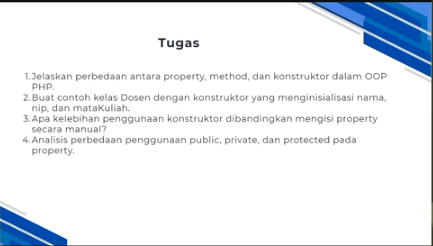 Tugas
1.Jelaskan perbedaan antara property, method, dan konstruktor dalam OOP
PHP.
2.Buat contoh kelas Dosen dengan konstruktor yang menginisialisasi nama,
nip, dan mataKuliah.
3.Apa kelebihan penggunaan konstruktor dibandingkan mengisi property
secara manual?
4.Analisis perbedaan penggunaan public, private, dan protected pada
property.